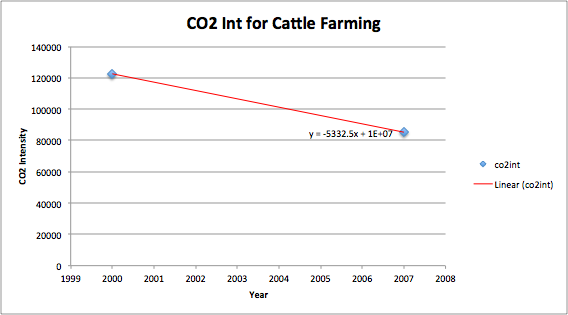 CO2 Int for Cattle Farming
140000
120000
100000
80000
60000
40000
20000
0
CO2 Intensity
y = -5332.5x + 1E+07
1999 2000 2001 2002 2003 2004 2005 2006 2007 2008
Year
co2int
Linear (co2int)